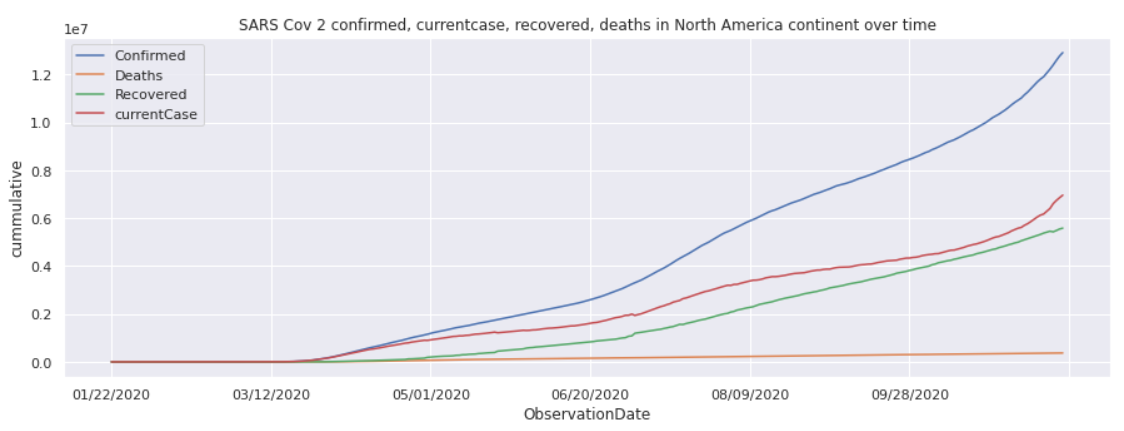 SARS Cov 2 confirmed, currentcase, recovered, deaths in North America continent over time
1e7
Confirmed
Deaths
Recovered
currentCase
cummulative
1.2
1.0
0.8
0.6
0.4
0.2
0.0
01/22/2020 03/12/2020 05/01/2020 06/20/2020 08/09/2020 09/28/2020
ObservationDate